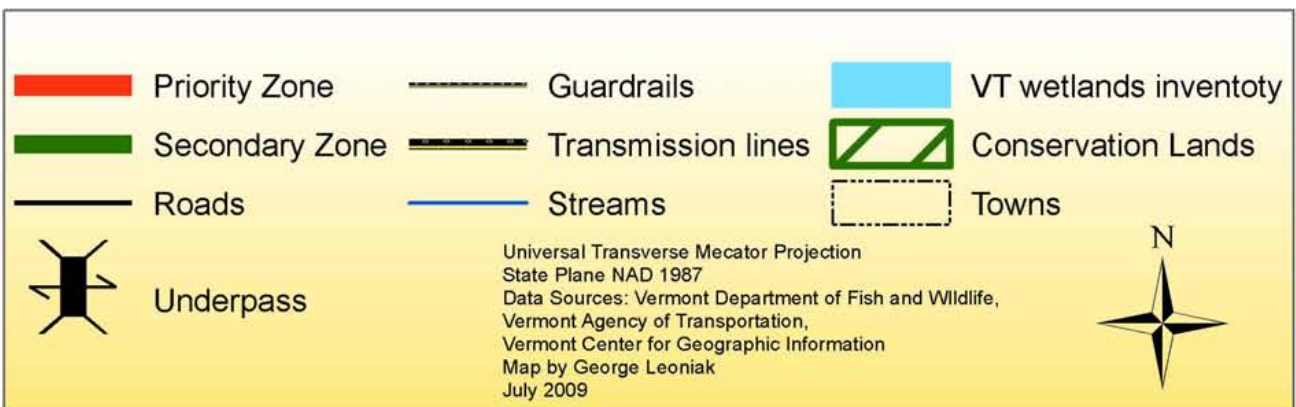 Priority Zone
Guardrails
VT wetlands inventoty
Secondary Zone
Transmission lines
Conservation Lands
Roads
Streams
Towns
Underpass
Universal Transverse Mecator Projection
State Plane NAD 1987
Data Sources: Vermont Department of Fish and WIldlife,
Vermont Agency of Transportation,
Vermont Center for Geographic Information
Map by George Leoniak
July 2009
N